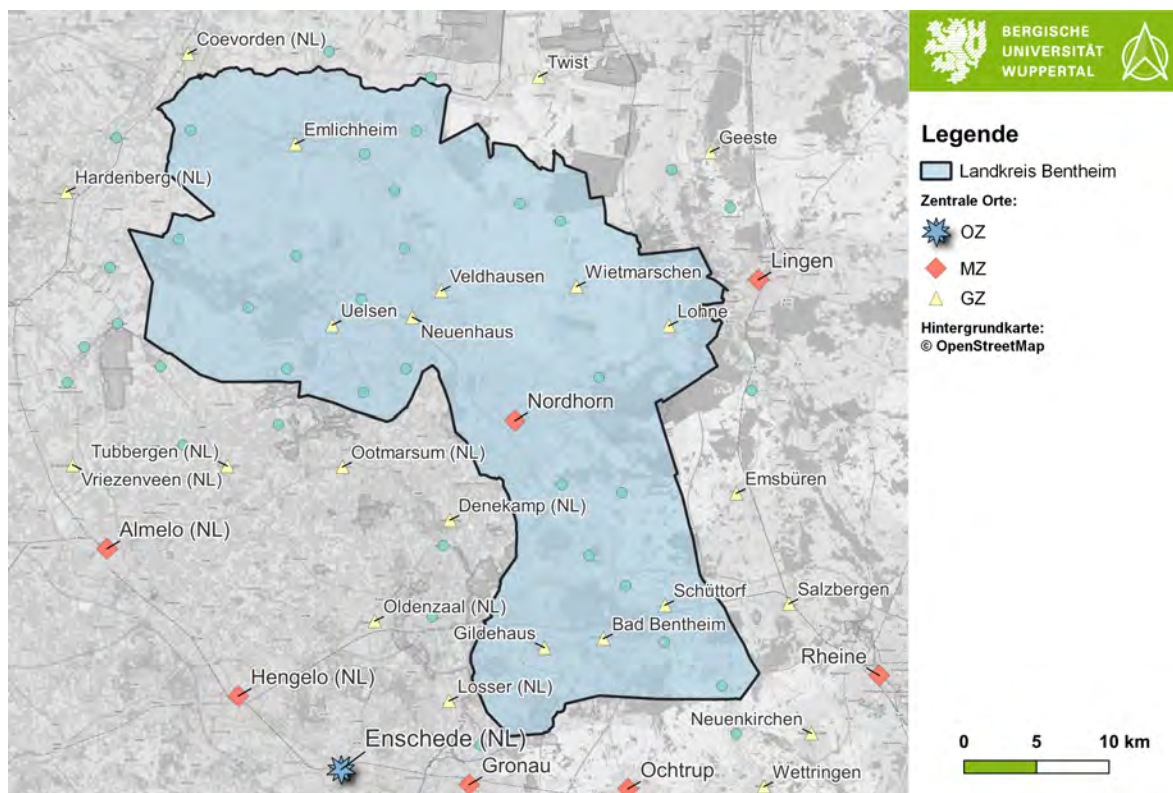 Coevorden (NL)
Twist
Emlichheim
Geeste
Hardenberg (NL)
Veldhausen
Wietmarschen
Lingen
Uelsen
Neuenhaus
Lohne
Nordhorn
Tubbergen (NL)
Vriezenveen (NL)
Ootmarsum (NL)
Emsbüren
Denekamp (NL)
Almelo (NL)
Schüttorf
Salzbergen
Oldenzaal (NL)
Gildehaus
Bad Bentheim
Rheine
Hengelo (NL)
Losser (NL)
Neuenkirchen
Enschede (NL)
Gronau
Ochtrup
Wettringen
BERGISCHE
UNIVERSITÄT
WUPPERTAL
Legende
Landkreis Bentheim
Zentrale Orte:
OZ
MZ
GZ
Hintergrundkarte:
© OpenStreetMap
0 5 10 km